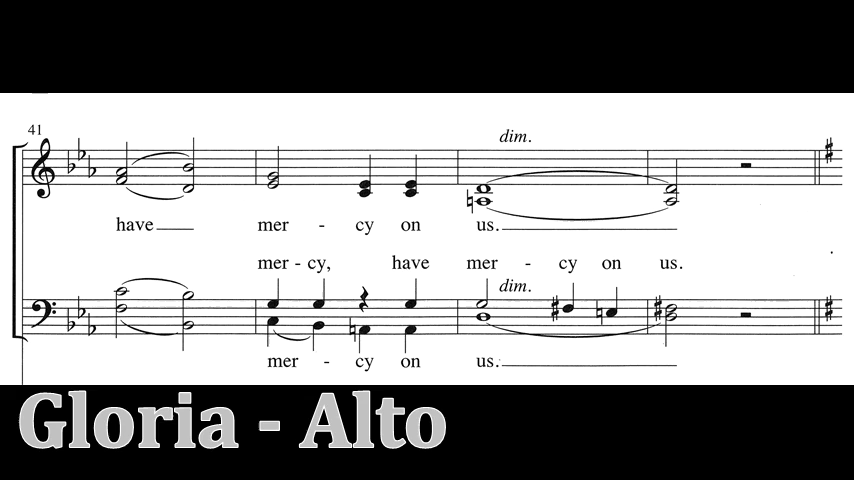 41
dim.
have mer - cy on us.
mer - cy, have mer - cy on us.
dim.
mer - cy on us.
Gloria - Alto